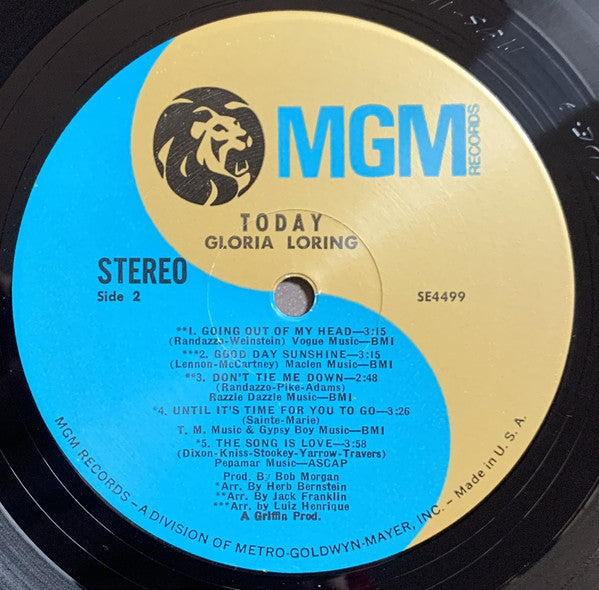 MGM
RECORDS
TODAY
GLORIA LORING
STEREO
Side 2
SE4499
**1. GOING OUT OF MY HEAD—3:15
(Randazzo-Weinstein) Vogue Music—BMI
***2. GOOD DAY SUNSHINE—3:15
(Lennon-McCartney) Maclen Music—BMI
**3. DON'T TIE ME DOWN—2:48
(Randazzo-Pike-Adams)
Razzle Dazzle Music—BMI
*4. UNTIL IT'S TIME FOR YOU TO GO—3:26
(Sainte-Marie)
T. M. Music & Gypsy Boy Music—BMI
*5. THE SONG IS LOVE—3:58
(Dixon-Kniss-Stookey-Yarrow-Travers)
Pepamar Music—ASCAP
Prod. By Bob Morgan
*Arr. By Herb Bernstein
**Arr. By Jack Franklin
***Arr. by Luiz Henrique
A Griffin Prod.
MGM RECORDS—A DIVISION OF METRO-GOLDWYN-MAYER, INC. – Made in U. S. A.